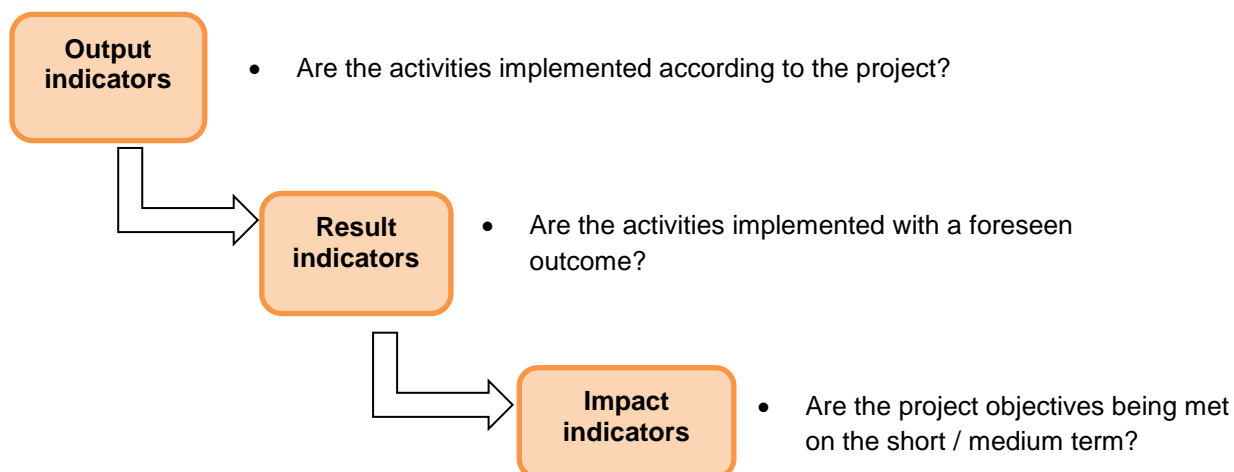 Output
indicators
• Are the activities implemented according to the project?
Result
indicators
• Are the activities implemented with a foreseen
outcome?
Impact
indicators
• Are the project objectives being met
on the short / medium term?